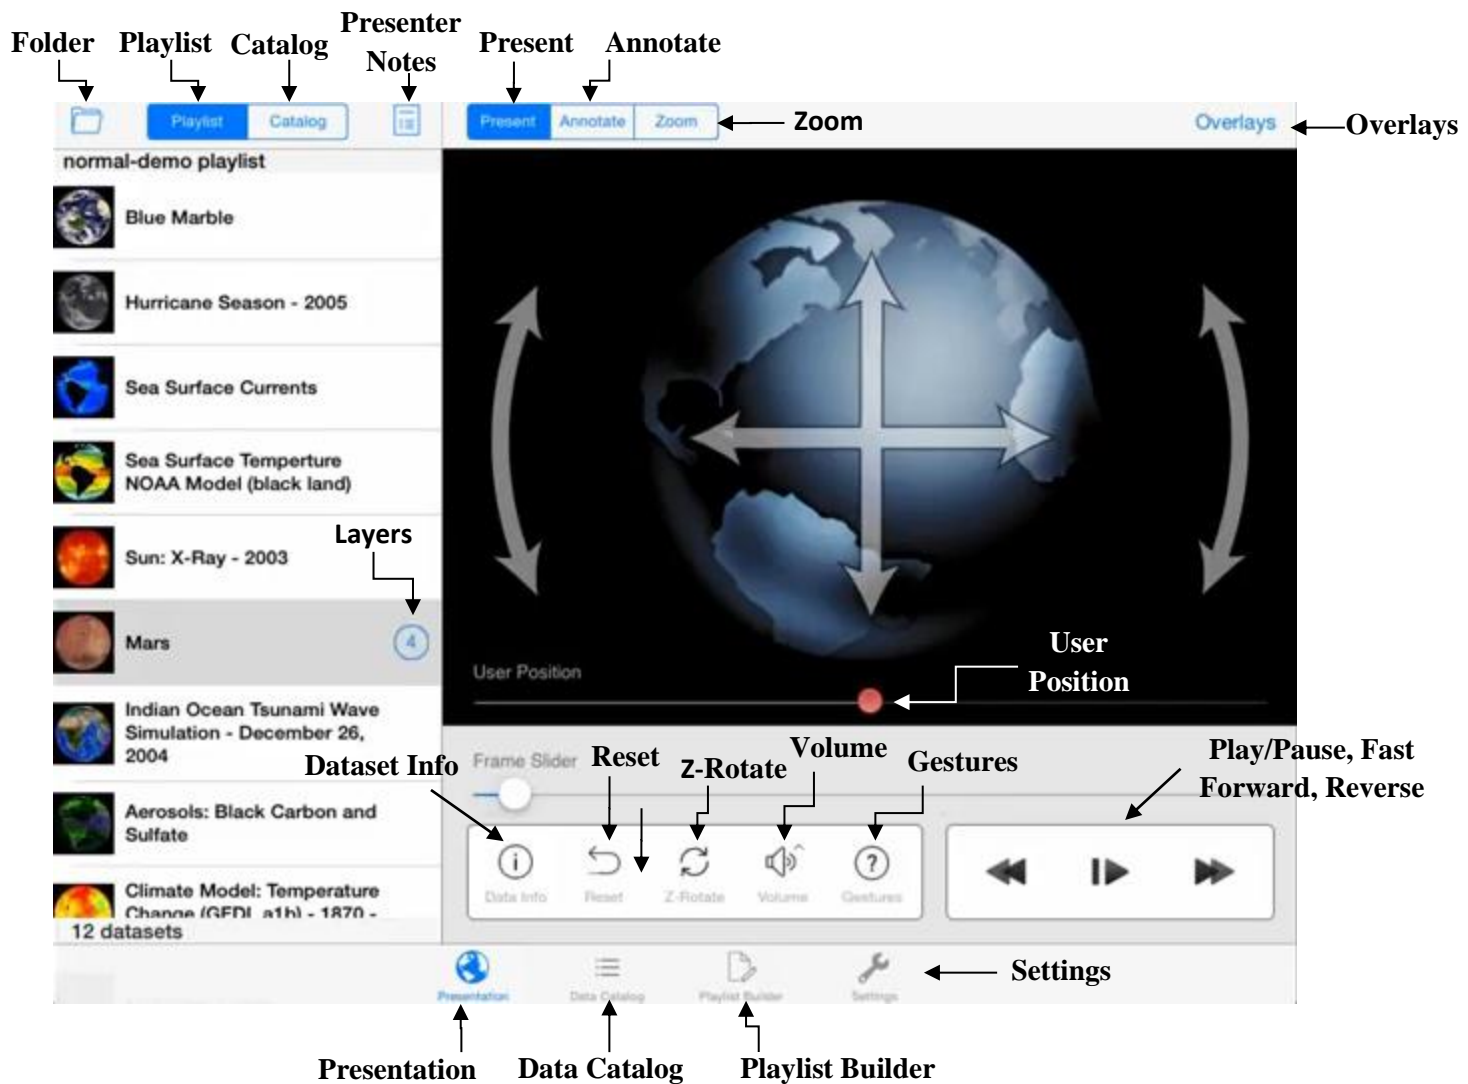 Presenter
Folder Playlist Catalog Notes Present Annotate
Playlist Catalog Present Annotate Zoom Zoom Overlays Overlays
normal-demo playlist
Blue Marble
Hurricane Season - 2005
Sea Surface Currents
Sea Surface Temperture
NOAA Model (black land)
Layers
Sun: X-Ray - 2003
Mars 4
User Position
User
Position
Indian Ocean Tsunami Wave
Simulation - December 26,
2004
Dataset Info Frame Slider Reset Z-Rotate Volume Gestures
Play/Pause, Fast
Forward, Reverse
Aerosols: Black Carbon and
Sulfate
Data Info Reset Z-Rotate Volume Gestures
Climate Model: Temperature
Change (GFDL a1b) - 1870 -
12 datasets
Settings
Presentation Data Catalog Playlist Builder Settings
Presentation Data Catalog Playlist Builder